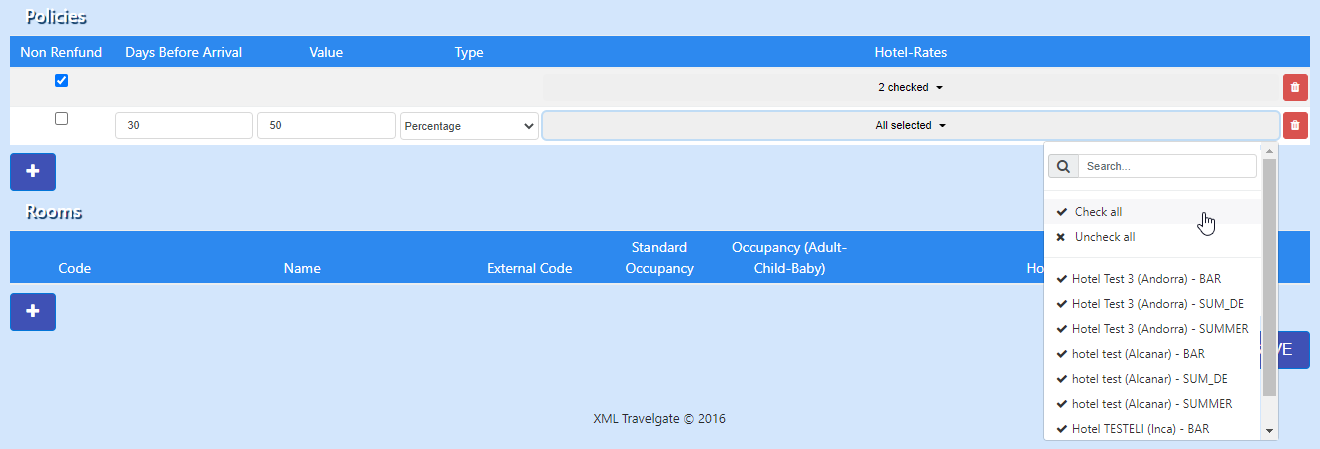 Policies
Non Renfund Days Before Arrival Value Type Hotel-Rates
2 checked
30 50 Percentage All selected
Search...
Check all
Uncheck all
Rooms
Code Name External Code Standard Occupancy Occupancy (Adult-Child-Baby) Ho
Hotel Test 3 (Andorra) - BAR
Hotel Test 3 (Andorra) - SUM_DE
Hotel Test 3 (Andorra) - SUMMER
hotel test (Alcanar) - BAR
hotel test (Alcanar) - SUM_DE
hotel test (Alcanar) - SUMMER
Hotel TESTELI (Inca) - BAR
VE
XML Travelgate © 2016